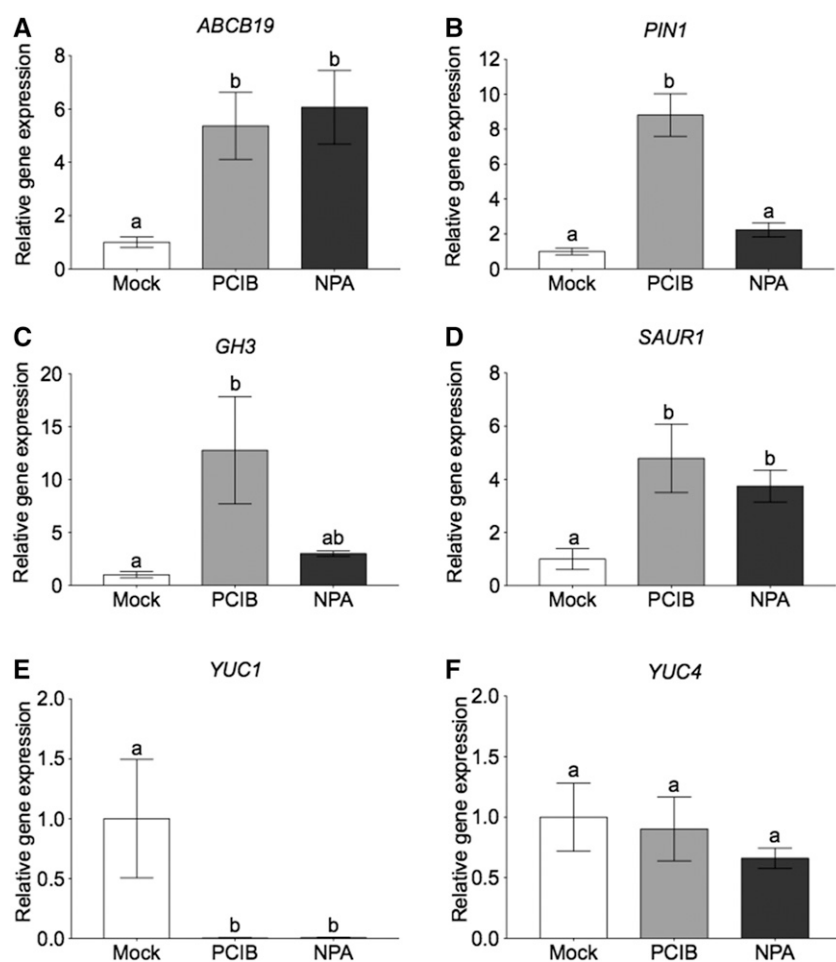 A
ABCB19
Relative gene expression
8
6
4
2
0
a
b
b
Mock PCIB NPA
B
PIN1
Relative gene expression
12
10
8
6
4
2
0
a
b
a
Mock PCIB NPA
C
GH3
Relative gene expression
20
15
10
5
0
a
b
ab
Mock PCIB NPA
D
SAUR1
Relative gene expression
8
6
4
2
0
a
b
b
Mock PCIB NPA
E
YUC1
Relative gene expression
2.0
1.5
1.0
0.5
0.0
a
b
b
Mock PCIB NPA
F
YUC4
Relative gene expression
2.0
1.5
1.0
0.5
0.0
a
a
a
Mock PCIB NPA